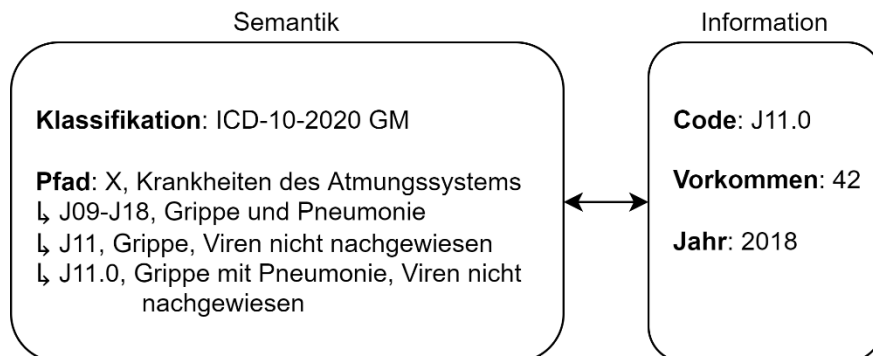 Semantik
Klassifikation: ICD-10-2020 GM
Pfad: X, Krankheiten des Atmungssystems
↳ J09-J18, Grippe und Pneumonie
↳ J11, Grippe, Viren nicht nachgewiesen
↳ J11.0, Grippe mit Pneumonie, Viren nicht
nachgewiesen
Information
Code: J11.0
Vorkommen: 42
Jahr: 2018